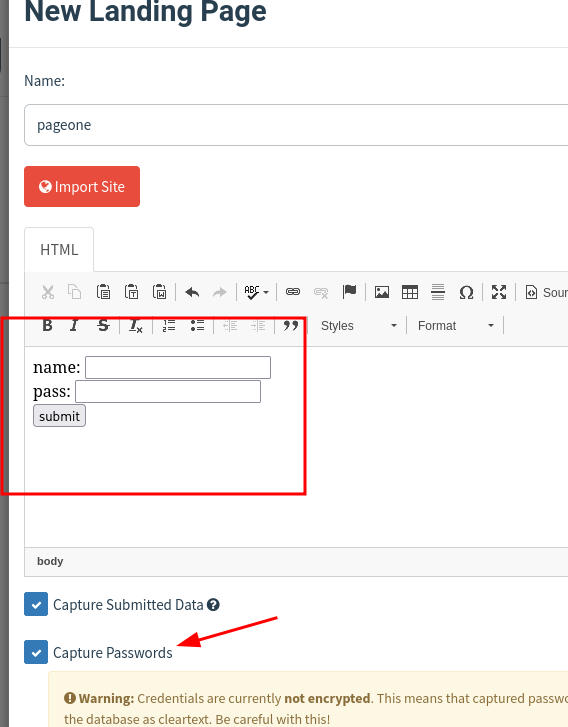 New Landing Page
Name:
pageone
Import Site
HTML
ABC Ω Sour
B I S Ix ” Styles Format
name:
pass:
submit
body
Capture Submitted Data ?
Capture Passwords
! Warning: Credentials are currently not encrypted. This means that captured passwo
the database as cleartext. Be careful with this!